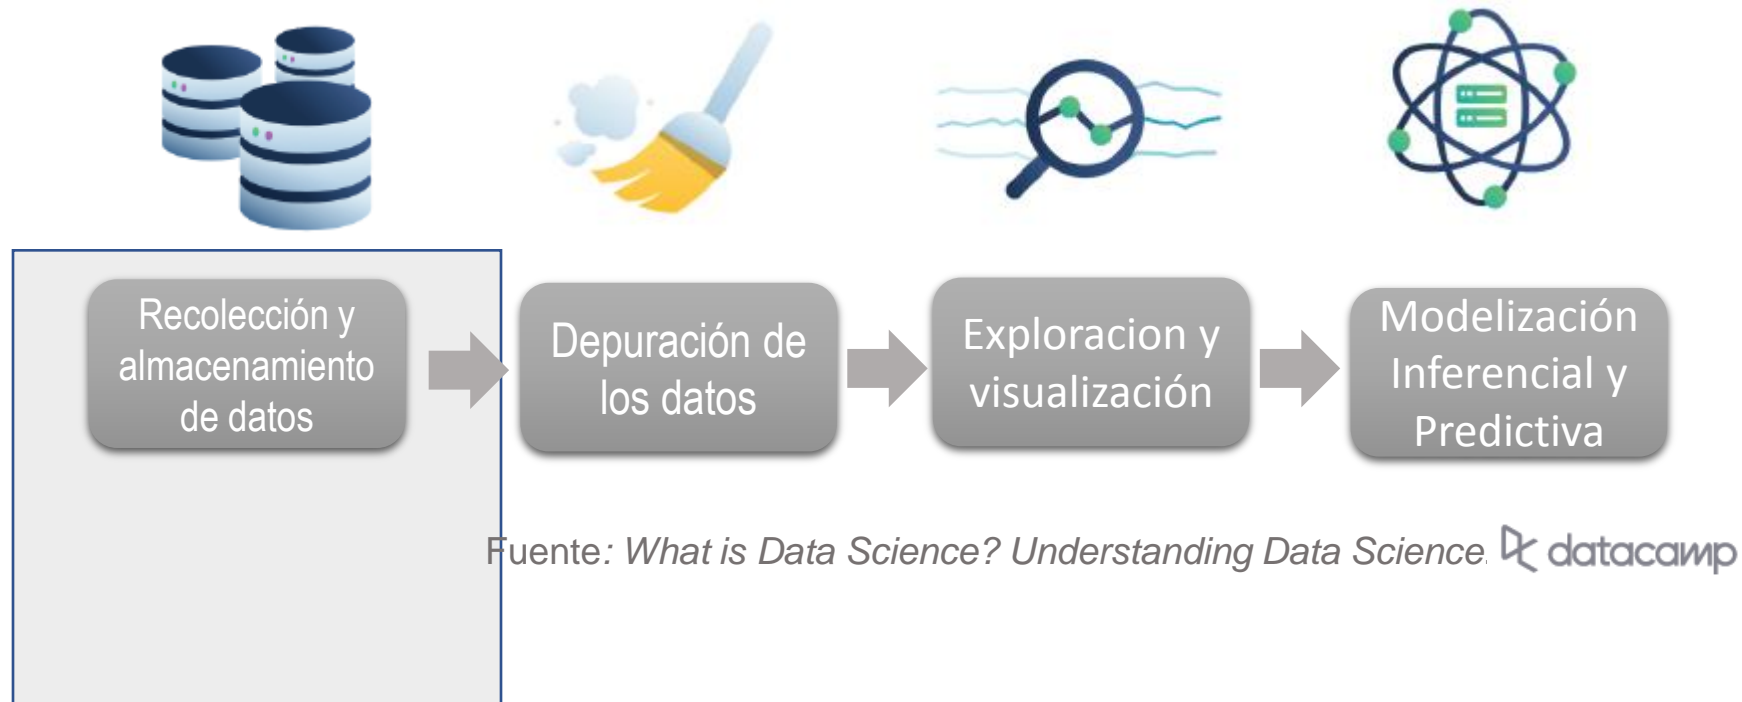 Recolección y
almacenamiento
de datos
Depuración de
los datos
Exploracion y
visualización
Modelización
Inferencial y
Predictiva
Fuente: What is Data Science? Understanding Data Science. datacamp